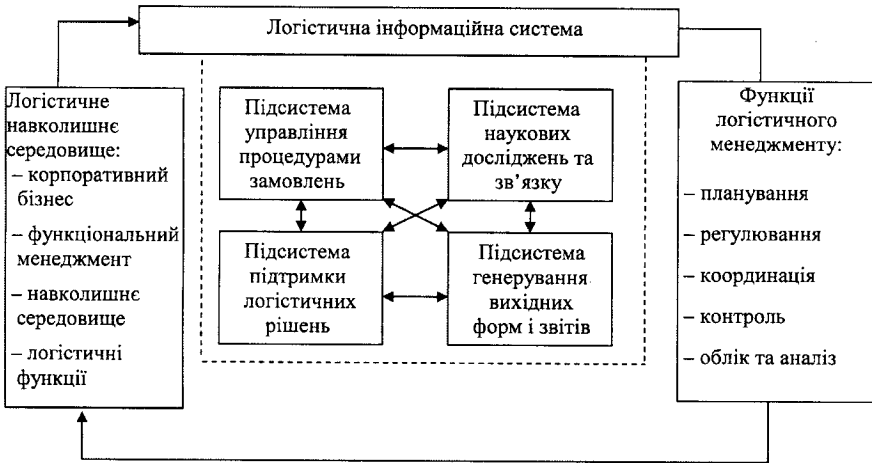 Логістична інформаційна система
Логістичне
навколишнє
середовище:
– корпоративний
бізнес
– функціональний
менеджмент
– навколишнє
середовище
– логістичні
функції
Підсистема
управління
процедурами
замовлень
Підсистема
наукових
досліджень та
зв’язку
Підсистема
підтримки
логістичних
рішень
Підсистема
генерування
вихідних
форм і звітів
Функції
логістичного
менеджменту:
– планування
– регулювання
– координація
– контроль
– облік та аналіз